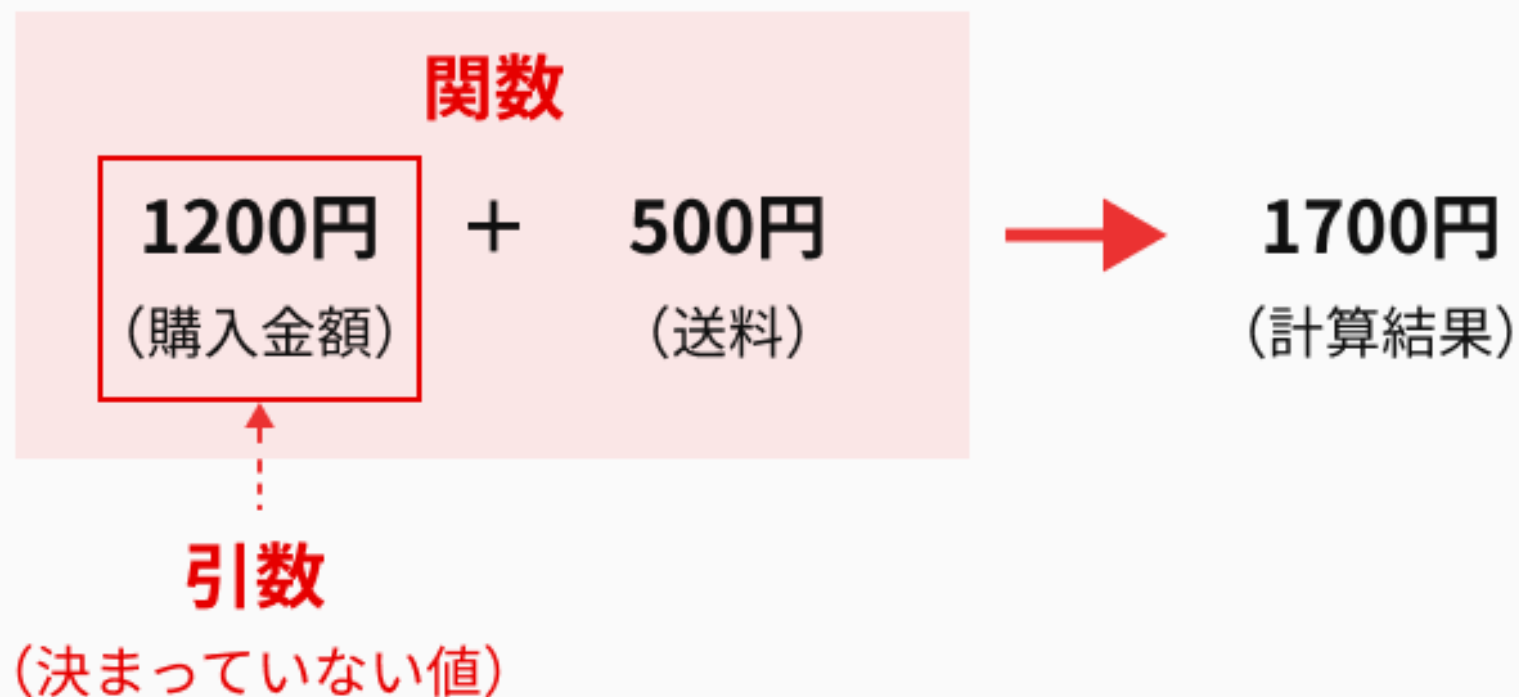 関数
1200円 + 500円 1700円
（購入金額） （送料） （計算結果）
引数
（決まっていない値）